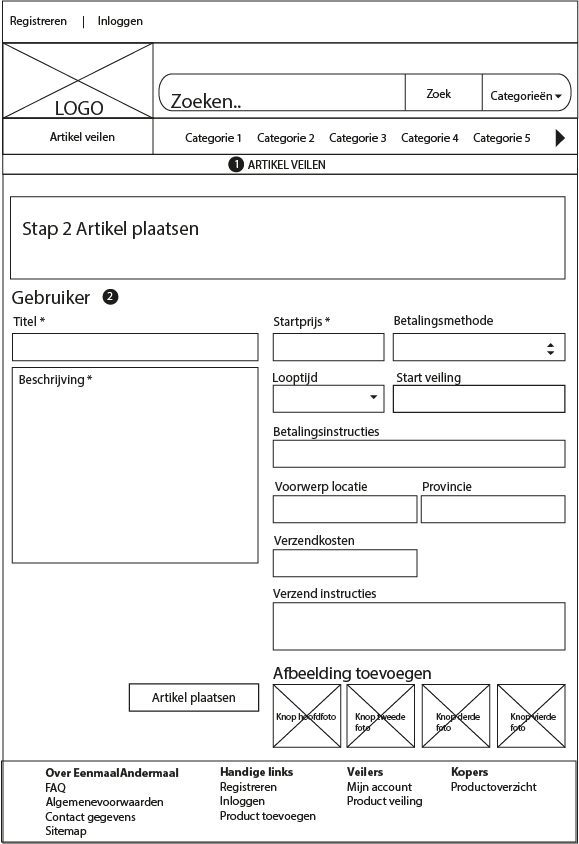 Registreren | Inloggen
LOGO
Zoeken..
Zoek
Categorieën
Artikel veilen
Categorie 1
Categorie 2
Categorie 3
Categorie 4
Categorie 5
1 ARTIKEL VEILEN
Stap 2 Artikel plaatsen
Gebruiker 2
Titel *
Beschrijving *
Startprijs *
Betalingsmethode
Looptijd
Start veiling
Betalingsinstructies
Voorwerp locatie
Provincie
Verzendkosten
Verzend instructies
Artikel plaatsen
Afbeelding toevoegen
Knop hoofdfoto
Knop tweede
foto
Knop derde
foto
Knop vierde
foto
Over EenmaalAndermaal
FAQ
Algemenevoorwaarden
Contact gegevens
Sitemap
Handige links
Registreren
Inloggen
Product toevoegen
Veilers
Mijn account
Product veiling
Kopers
Productoverzicht